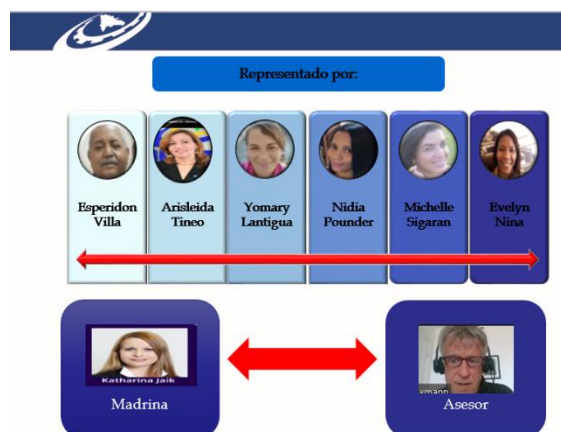 Representado por:
Esperidon
Villa
Arisleida
Tineo
Yomary
Lantigua
Nidia
Pounder
Michelle
Sigaran
Evelyn
Nina
Katharina Jaik
Madrina
Asesor